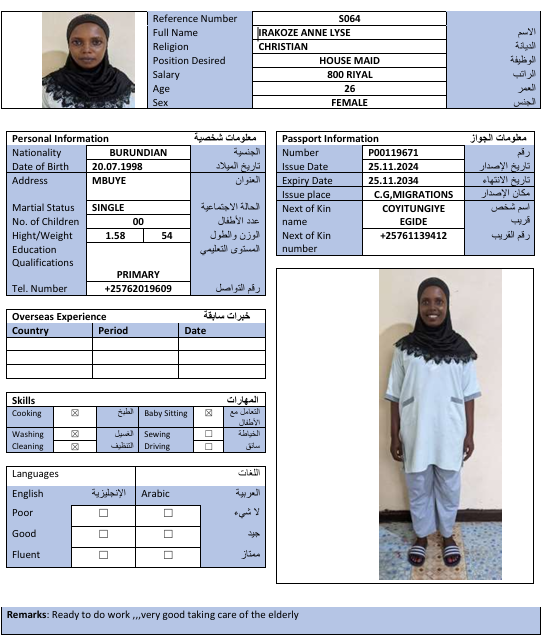 Reference Number S064
Full Name IRAKOZE ANNE LYSE الاسم
Religion CHRISTIAN الديانة
Position Desired HOUSE MAID الوظيفة
Salary 800 RIYAL الراتب
Age 26 العمر
Sex FEMALE الجنس
Personal Information معلومات شخصية
Nationality BURUNDIAN الجنسية
Date of Birth 20.07.1998 تاريخ الميلاد
Address MBUYE العنوان
Martial Status SINGLE الحالة الاجتماعية
No. of Children 00 عدد الأطفال
Hight/Weight 1.58 54 الوزن والطول
Education المستوى التعليمي
Qualifications
PRIMARY
Tel. Number +25762019609 رقم التواصل
Passport Information معلومات الجواز
Number P00119671 رقم
Issue Date 25.11.2024 تاريخ الإصدار
Expiry Date 25.11.2034 تاريخ الانتهاء
Issue place C.G,MIGRATIONS مكان الإصدار
Next of Kin COYITUNGIYE اسم شخص
name EGIDE قريب
Next of Kin +25761139412 رقم القريب
number
Overseas Experience خبرات سابقة
Country Period Date
Skills المهارات
Cooking ☒ الطبخ Baby Sitting ☒ التعامل مع
الأطفال
Washing ☒ الغسيل Sewing ☐ الخياطة
Cleaning ☒ التنظيف Driving ☐ سائق
Languages اللغات
English الإنجليزية Arabic العربية
Poor ☐ ☐ لا شيء
Good ☐ ☐ جيد
Fluent ☐ ☐ ممتاز
Remarks: Ready to do work ,,,very good taking care of the elderly